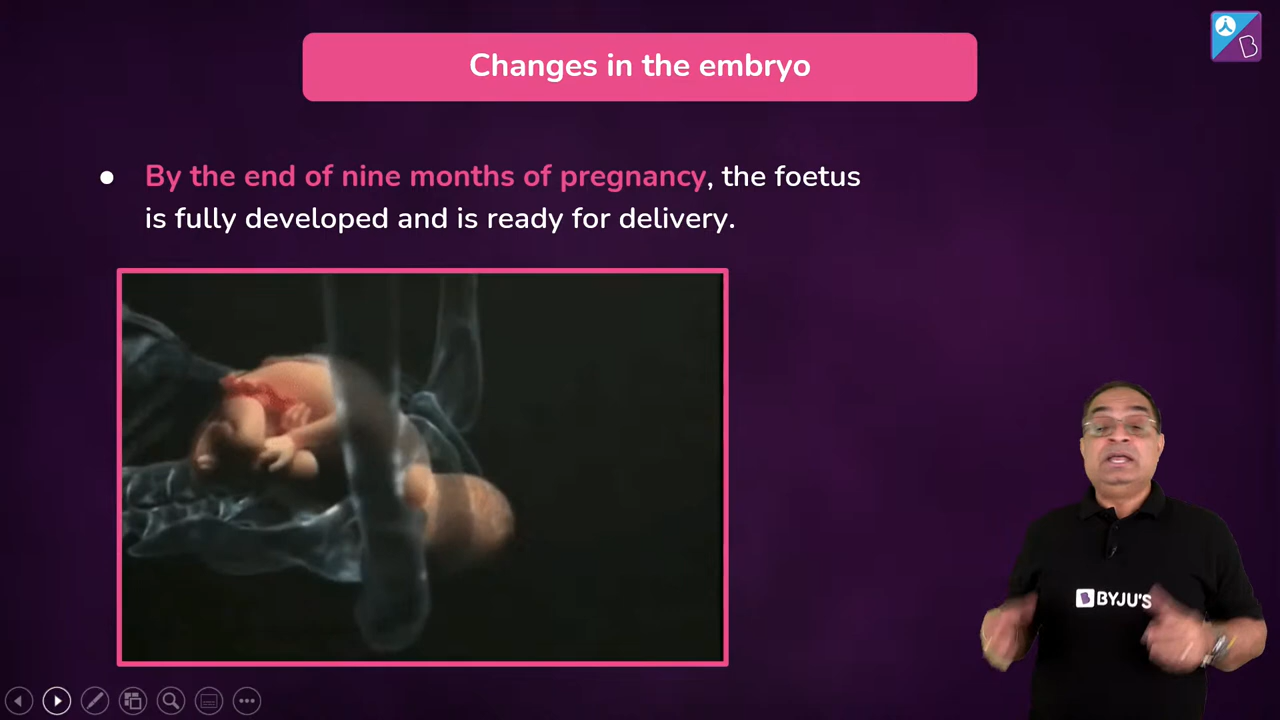 Changes in the embryo
B
● By the end of nine months of pregnancy, the foetus
is fully developed and is ready for delivery.
B BYJU'S